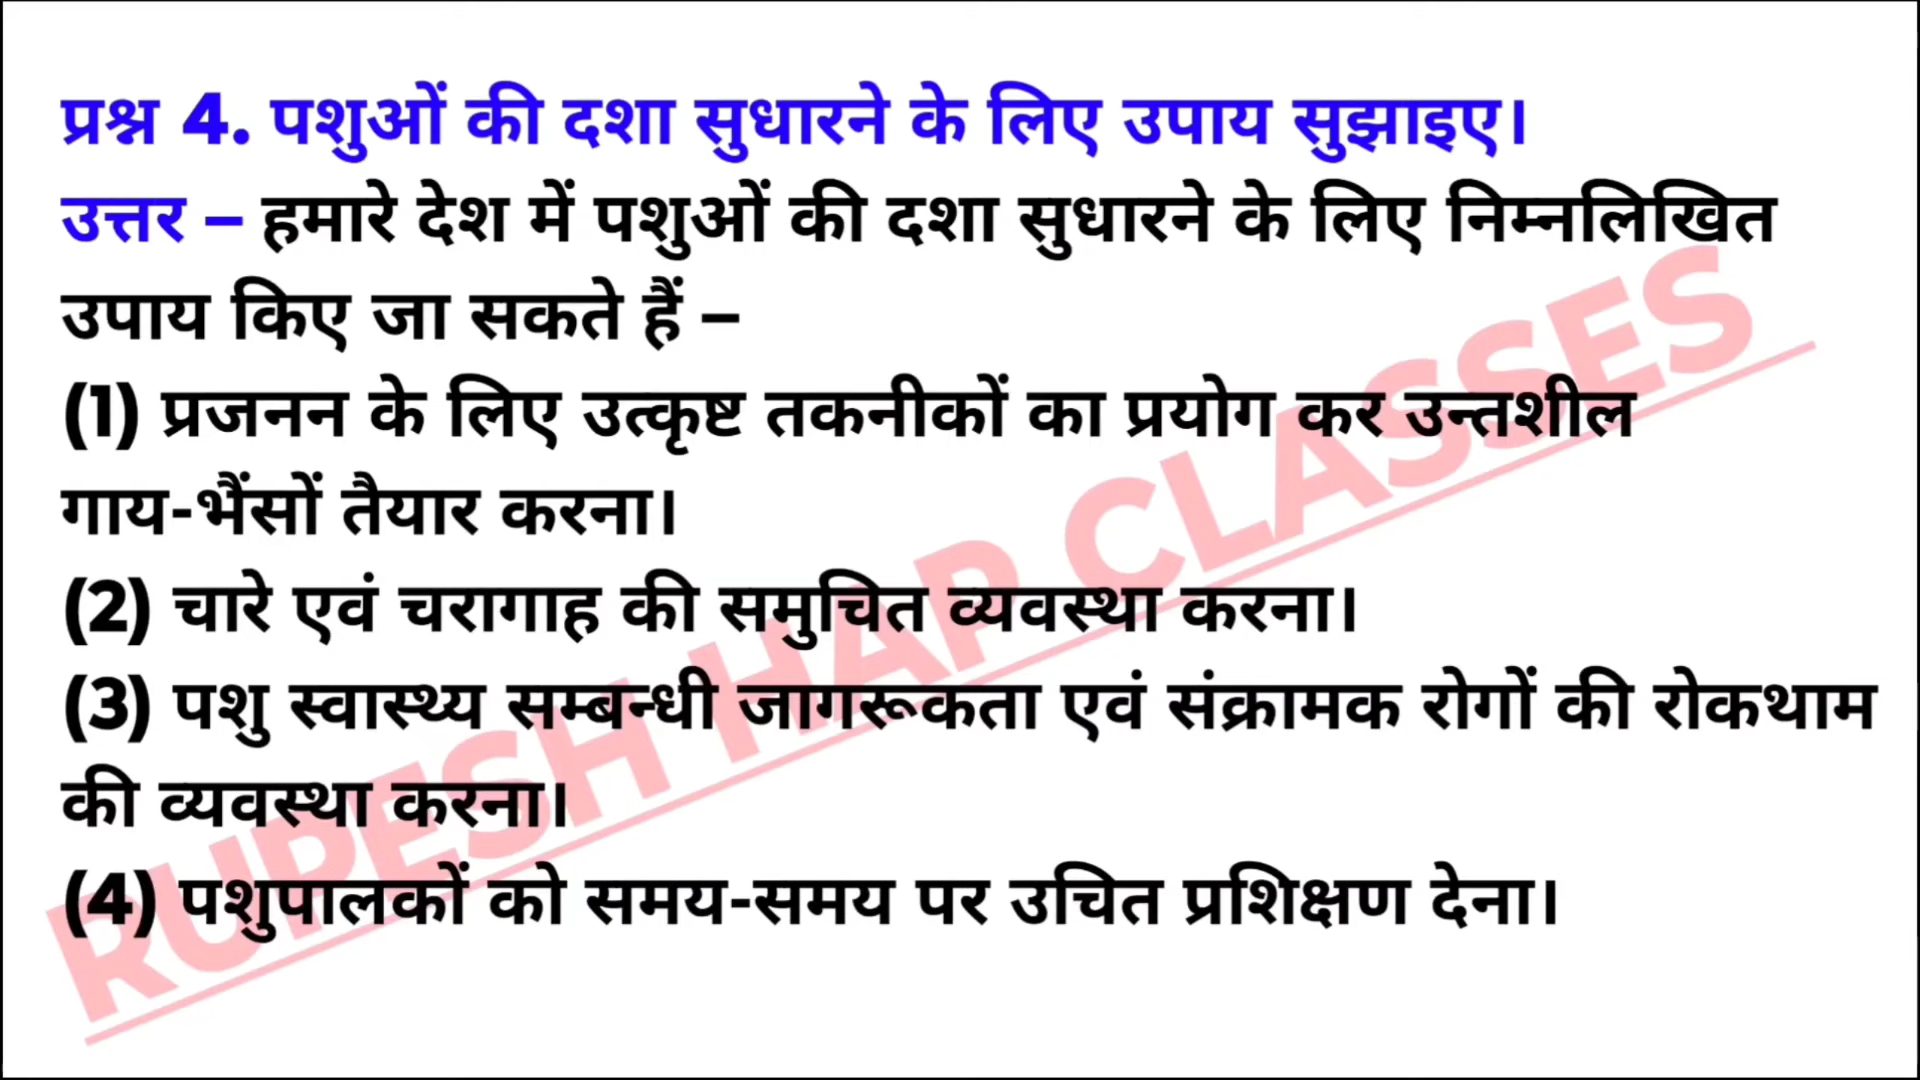 प्रश्न 4. पशुओं की दशा सुधारने के लिए उपाय सुझाइए।
उत्तर – हमारे देश में पशुओं की दशा सुधारने के लिए निम्नलिखित
उपाय किए जा सकते हैं –
(1) प्रजनन के लिए उत्कृष्ट तकनीकों का प्रयोग कर उन्तशील
गाय-भैंसों तैयार करना।
(2) चारे एवं चरागाह की समुचित व्यवस्था करना।
(3) पशु स्वास्थ्य सम्बन्धी जागरूकता एवं संक्रामक रोगों की रोकथाम
की व्यवस्था करना।
(4) पशुपालकों को समय-समय पर उचित प्रशिक्षण देना।
RUPESH HAP CLASSES